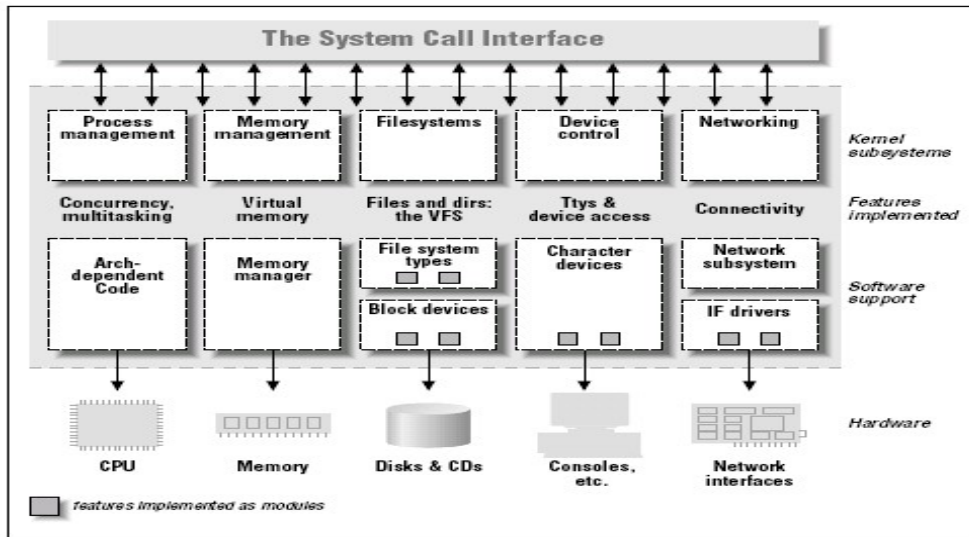 The System Call Interface
Process
management
Memory
management
Filesystems
Device
control
Networking
Kernel
subsystems
Concurrency,
multitasking
Virtual
memory
Files and dirs:
the VFS
Ttys &
device access
Connectivity
Features
implemented
Arch-
dependent
Code
Memory
manager
File system
types
Block devices
Character
devices
Network
subsystem
IF drivers
Software
support
Hardware
CPU
Memory
Disks & CDs
Consoles,
etc.
Network
interfaces
features implemented as modules